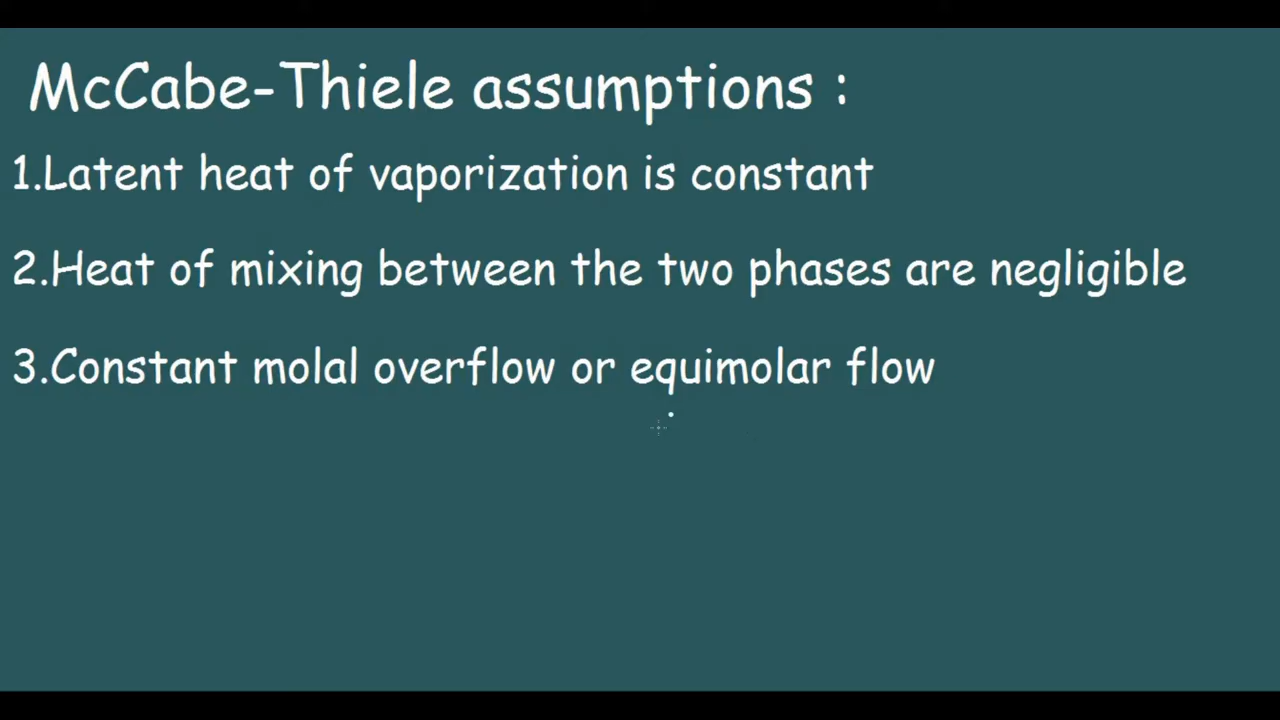 McCabe-Thiele assumptions :
1.Latent heat of vaporization is constant
2.Heat of mixing between the two phases are negligible
3.Constant molal overflow or equimolar flow